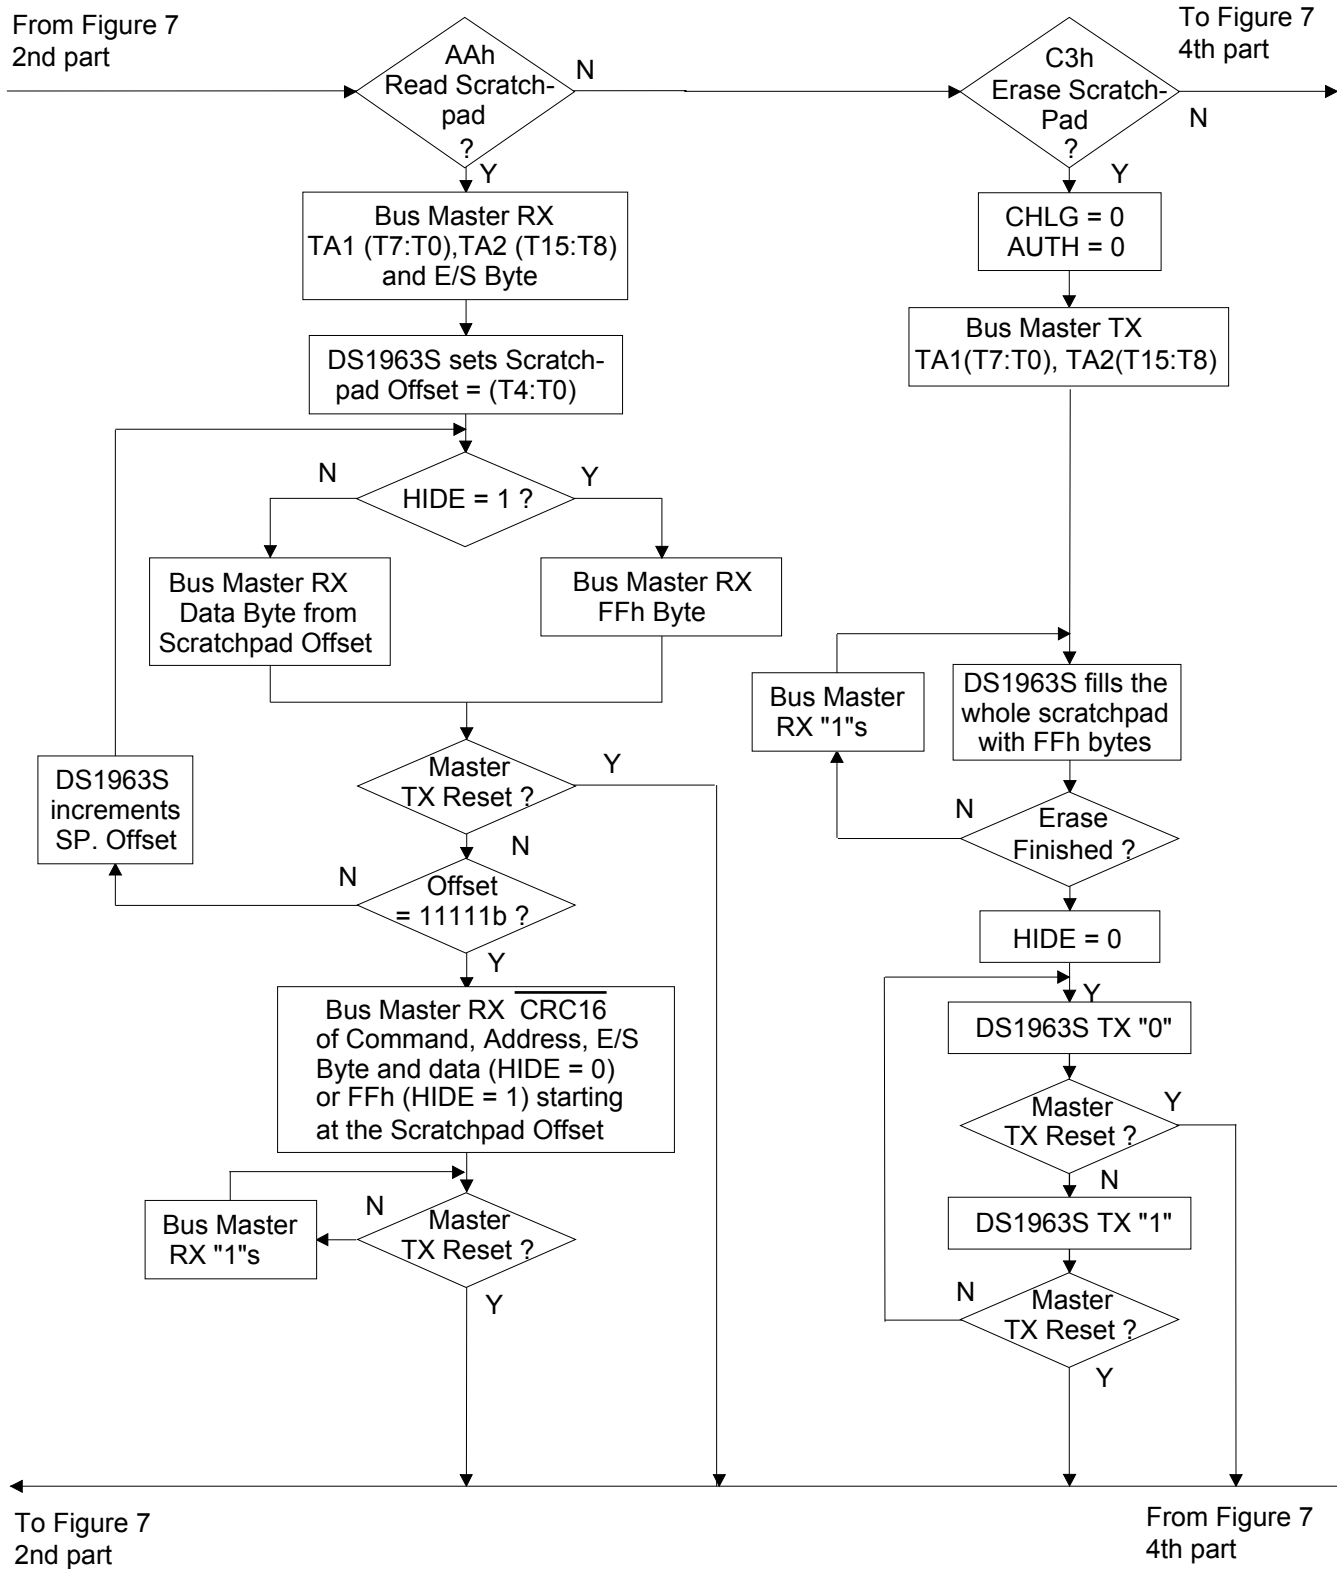 From Figure 7
2nd part
AAh
Read Scratch-
pad
?
N
Y
C3h
Erase Scratch-
Pad
?
N
Y
To Figure 7
4th part
Bus Master RX
TA1 (T7:T0),TA2 (T15:T8)
and E/S Byte
DS1963S sets Scratch-
pad Offset = (T4:T0)
HIDE = 1 ?
N
Y
Bus Master RX
Data Byte from
Scratchpad Offset
Bus Master RX
FFh Byte
Master
TX Reset ?
Y
N
DS1963S
increments
SP. Offset
Offset
= 11111b ?
N
Y
Bus Master RX CRC16
of Command, Address, E/S
Byte and data (HIDE = 0)
or FFh (HIDE = 1) starting
at the Scratchpad Offset
Bus Master
RX "1"s
N
Master
TX Reset ?
Y
CHLG = 0
AUTH = 0
Bus Master TX
TA1(T7:T0), TA2(T15:T8)
Bus Master
RX "1"s
DS1963S fills the
whole scratchpad
with FFh bytes
N
Erase
Finished ?
HIDE = 0
Y
DS1963S TX "0"
Master
TX Reset ?
Y
N
DS1963S TX "1"
N
Master
TX Reset ?
Y
To Figure 7
2nd part
From Figure 7
4th part